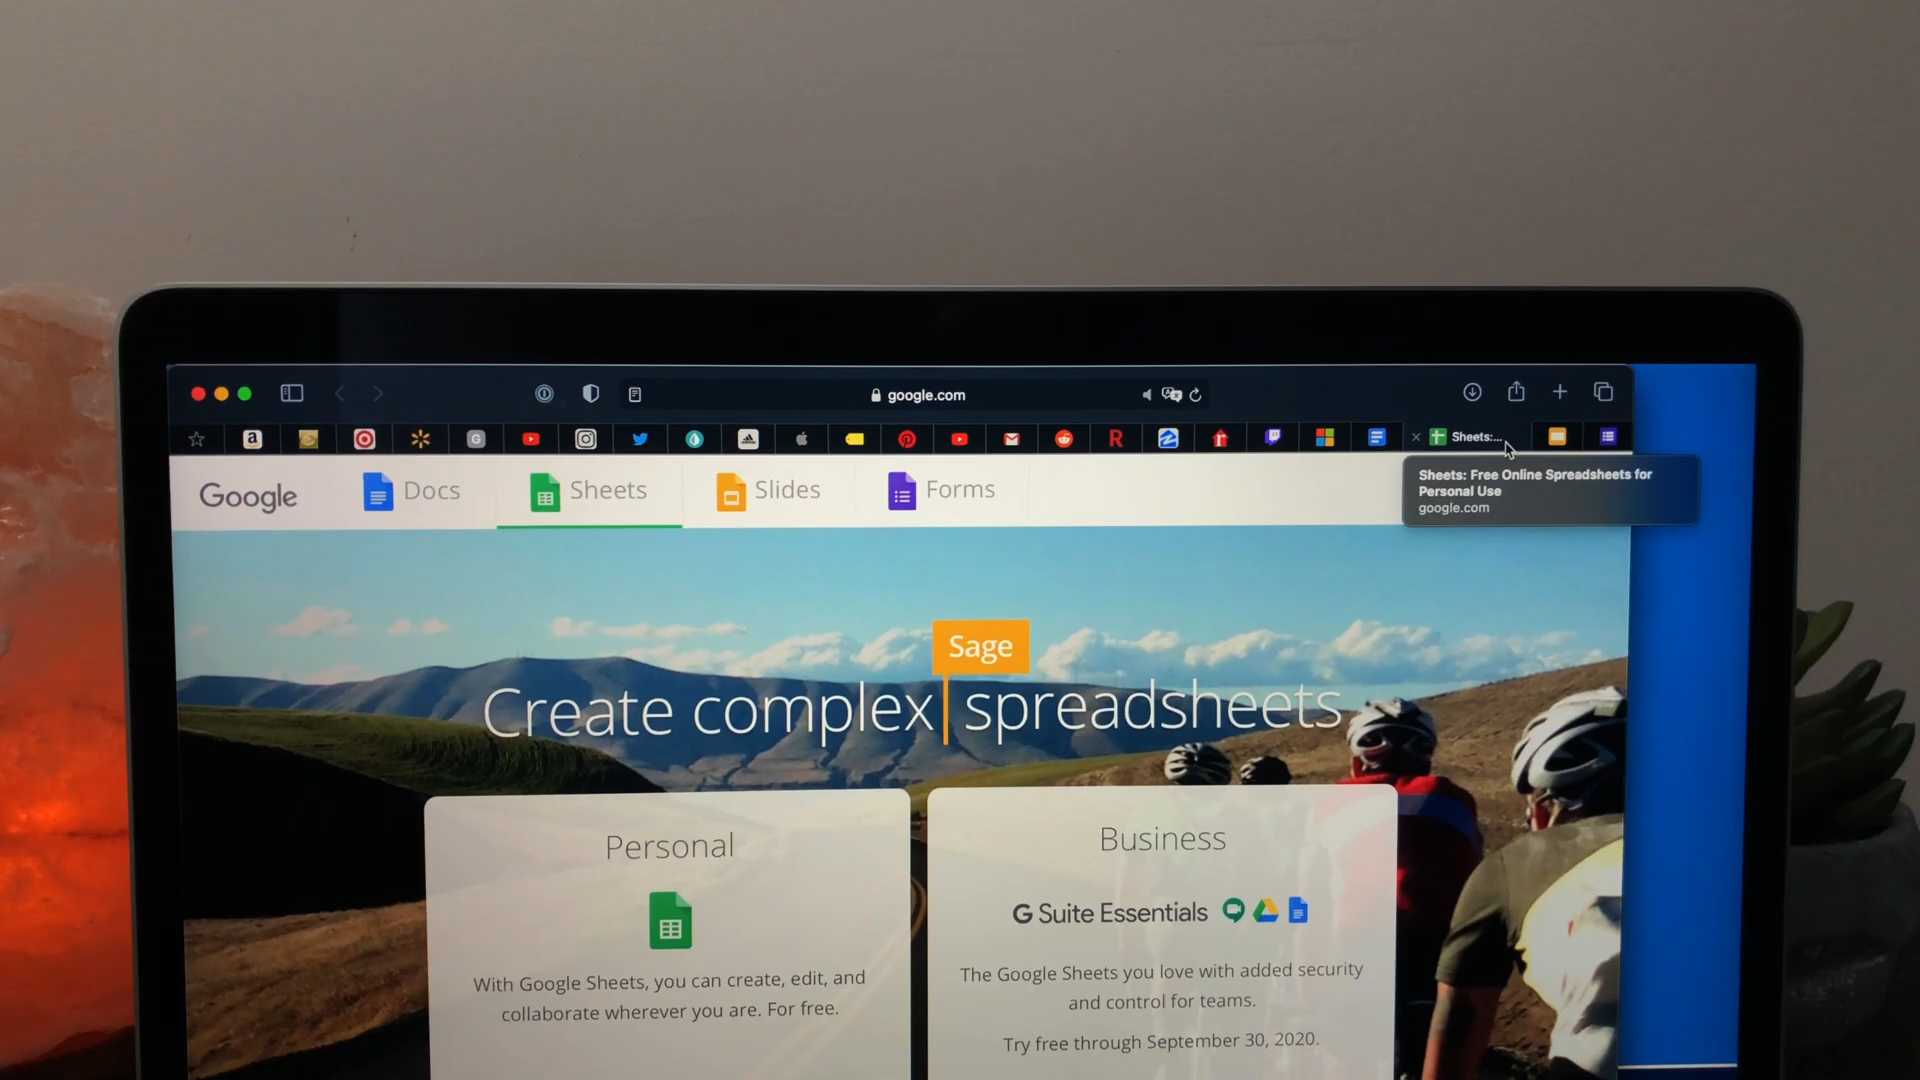 google.com
a
G
R
Sheets:...
Sheets: Free Online Spreadsheets for
Personal Use
google.com
Google
Docs
Sheets
Slides
Forms
Sage
Create complex spreadsheets
Personal
With Google Sheets, you can create, edit, and
collaborate wherever you are. For free.
Business
G Suite Essentials
The Google Sheets you love with added security
and control for teams.
Try free through September 30, 2020.